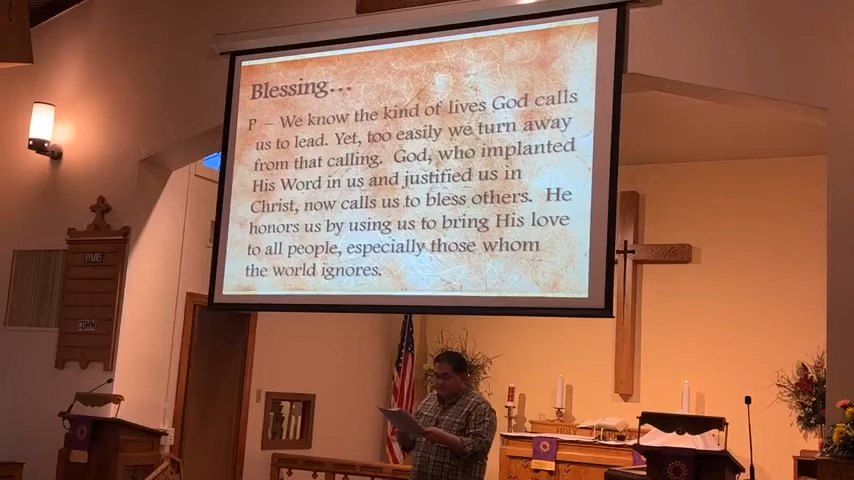 Blessing...
P – We know the kind of lives God calls
us to lead. Yet, too easily we turn away
from that calling. God, who implanted
His Word in us and justified us in
Christ, now calls us to bless others. He
honors us by using us to bring His love
to all people, especially those whom
the world ignores.
HYMNS
COMM
HOLY